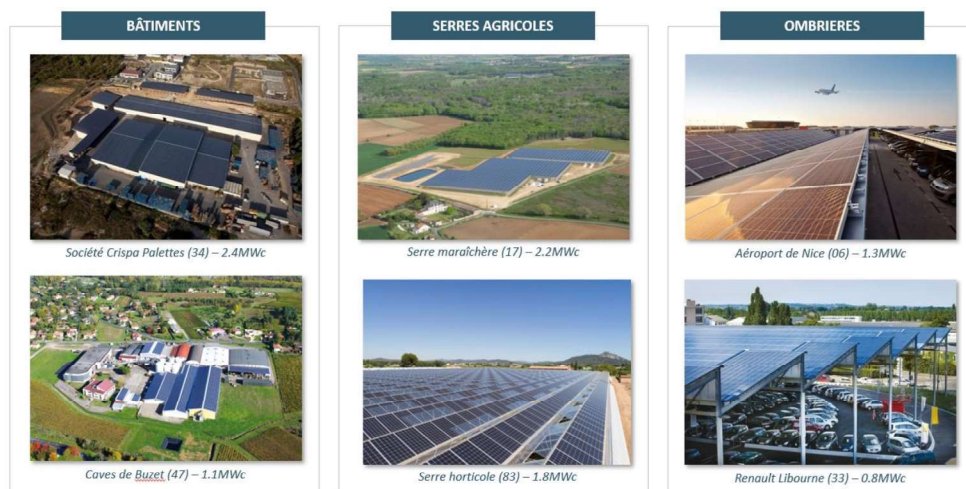 BÂTIMENTS
Société Crispa Palettes (34) – 2.4MWc
Caves de Buzet (47) – 1.1MWc
SERRES AGRICOLES
Serre maraîchère (17) – 2.2MWc
Serre horticole (83) – 1.8MWc
OMBRIERES
Aéroport de Nice (06) – 1.3MWc
Renault Libourne (33) – 0.8MWc